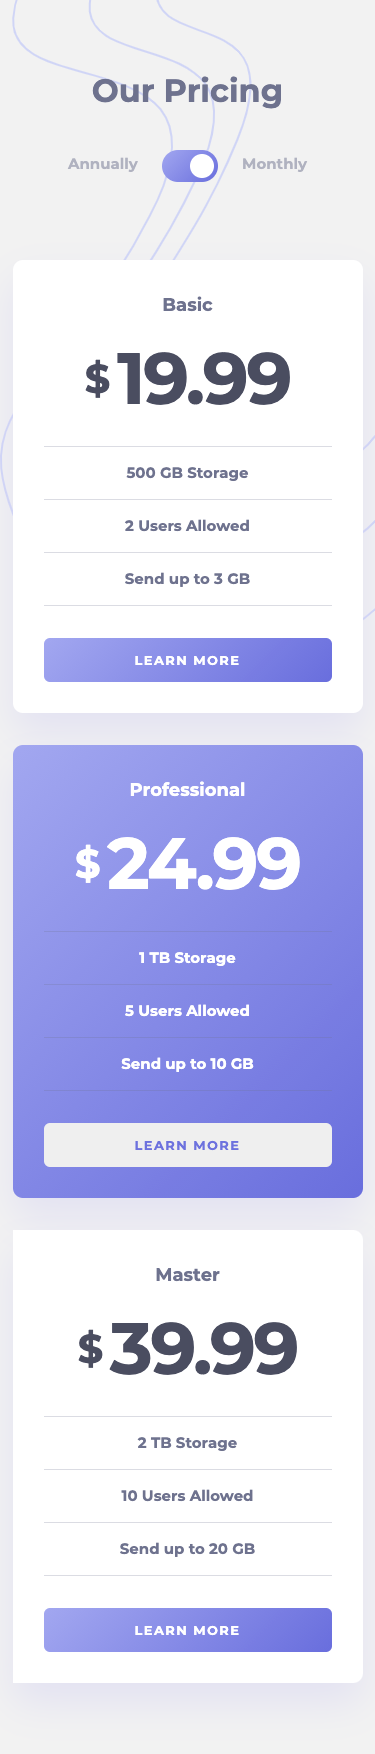 Our Pricing
Annually Monthly
Basic
$ 19.99
500 GB Storage
2 Users Allowed
Send up to 3 GB
LEARN MORE
Professional
$ 24.99
1 TB Storage
5 Users Allowed
Send up to 10 GB
LEARN MORE
Master
$ 39.99
2 TB Storage
10 Users Allowed
Send up to 20 GB
LEARN MORE